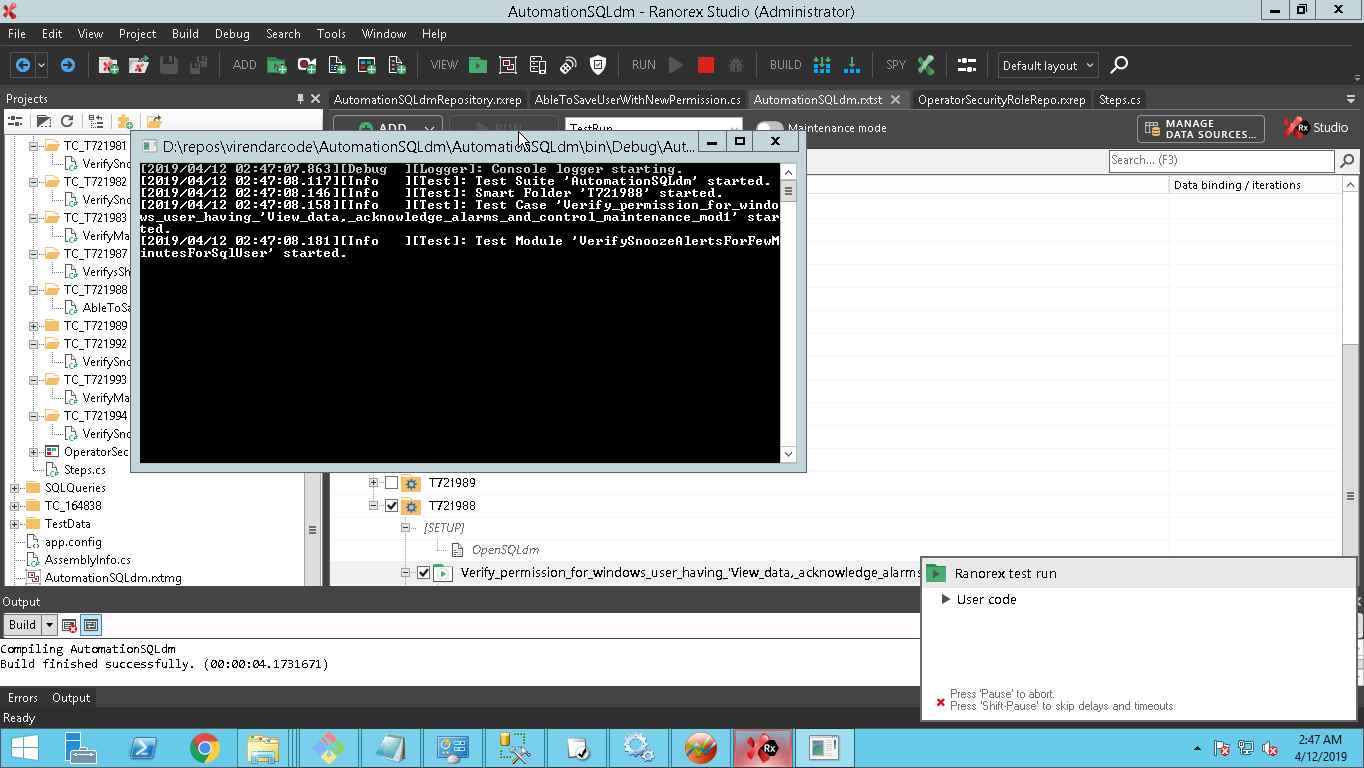 AutomationSQLdm - Ranorex Studio (Administrator)
File Edit View Project Build Debug Search Tools Window Help
ADD VIEW RUN BUILD SPY Default layout
Projects
AutomationSQLdmRepository.rxrep AbleToSaveUserWithNewPermission.cs AutomationSQLdm.rxtst OperatorSecurityRoleRepo.rxrep Steps.cs
ADD RUN TestRun Maintenance mode MANAGE DATA SOURCES... Studio
Search... (F3)
Data binding / iterations
TC_T721981
VerifySno
TC_T721982
VerifySno
TC_T721983
VerifyMa
TC_T721987
VerifysSh
TC_T721988
AbleToSa
TC_T721989
TC_T721992
VerifySno
TC_T721993
VerifyMa
TC_T721994
VerifySno
OperatorSec
Steps.cs
SQLQueries
TC_164838
TestData
app.config
AssemblyInfo.cs
AutomationSQLdm.rxtmg
D:\repos\virendarcode\AutomationSQLdm\AutomationSQLdm\bin\Debug\Aut...
[2019/04/12 02:47:07.863][Debug  ][Logger]: Console logger starting.
[2019/04/12 02:47:08.117][Info   ][Test]: Test Suite 'AutomationSQLdm' started.
[2019/04/12 02:47:08.146][Info   ][Test]: Smart Folder 'T721988' started.
[2019/04/12 02:47:08.158][Info   ][Test]: Test Case 'Verify_permission_for_windo
ws_user_having_'View_data,_acknowledge_alarms_and_control_maintenance_mod1' star
ted.
[2019/04/12 02:47:08.181][Info   ][Test]: Test Module 'VerifySnoozeAlertsForFewM
inutesForSqlUser' started.
T721989
T721988
[SETUP]
OpenSQLdm
Verify_permission_for_windows_user_having_'View_data,_acknowledge_alarms
Ranorex test run
User code
Press 'Pause' to abort.
Press 'Shift-Pause' to skip delays and timeouts.
Output
Build
Compiling AutomationSQLdm
Build finished successfully. (00:00:04.1731671)
Errors Output
Ready
Rx
2:47 AM
4/12/2019